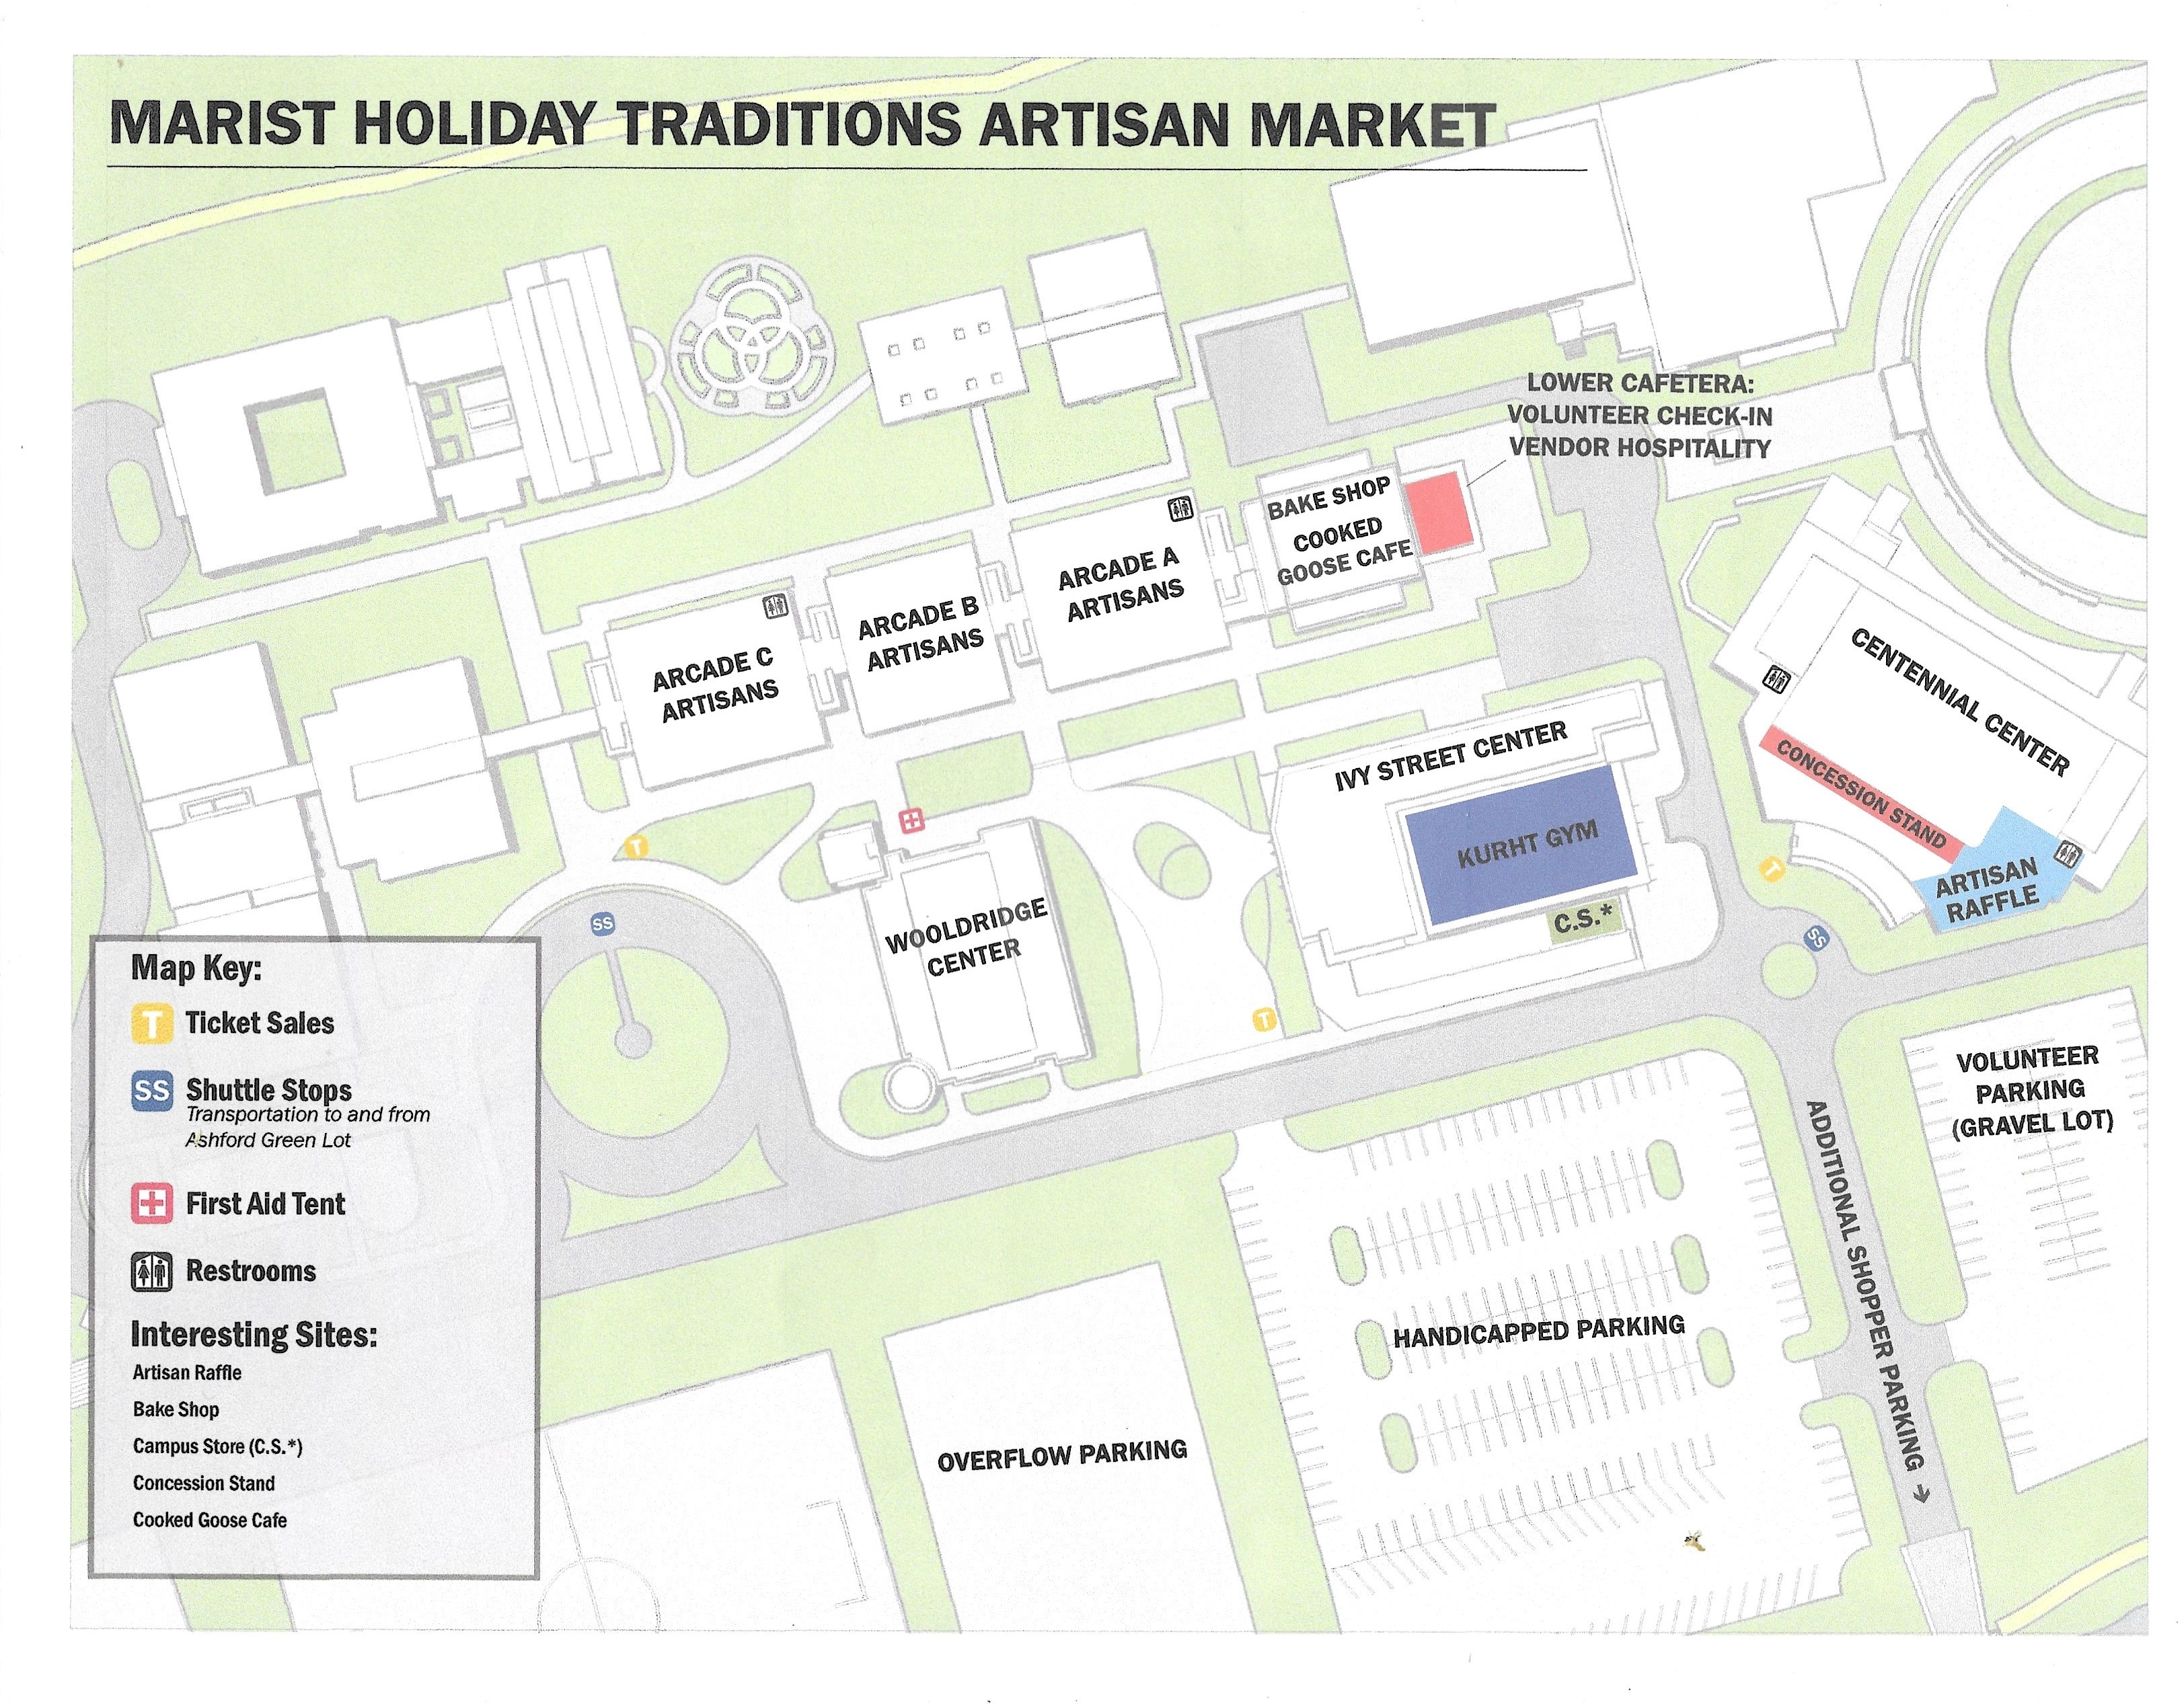 MARIST HOLIDAY TRADITIONS ARTISAN MARKET
LOWER CAFETERA:
VOLUNTEER CHECK-IN
VENDOR HOSPITALITY
BAKE SHOP
COOKED
GOOSE CAFE
ARCADE A
ARTISANS
ARCADE B
ARTISANS
ARCADE C
ARTISANS
CENTENNIAL CENTER
CONCESSION STAND
ARTISAN
RAFFLE
IVY STREET CENTER
KURHT GYM
C.S.*
WOOLDRIDGE
CENTER
T
T
T
SS
SS
Map Key:
T Ticket Sales
SS Shuttle Stops
Transportation to and from
Ashford Green Lot
First Aid Tent
Restrooms
Interesting Sites:
Artisan Raffle
Bake Shop
Campus Store (C.S.*)
Concession Stand
Cooked Goose Cafe
VOLUNTEER
PARKING
(GRAVEL LOT)
ADDITIONAL SHOPPER PARKING →
HANDICAPPED PARKING
OVERFLOW PARKING